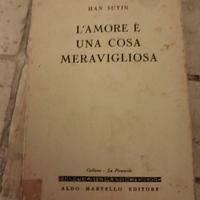 HAN SUYIN
L'AMORE È
UNA COSA
MERAVIGLIOSA
Collana - La Piramide
ALDO MARTELLO EDITORE